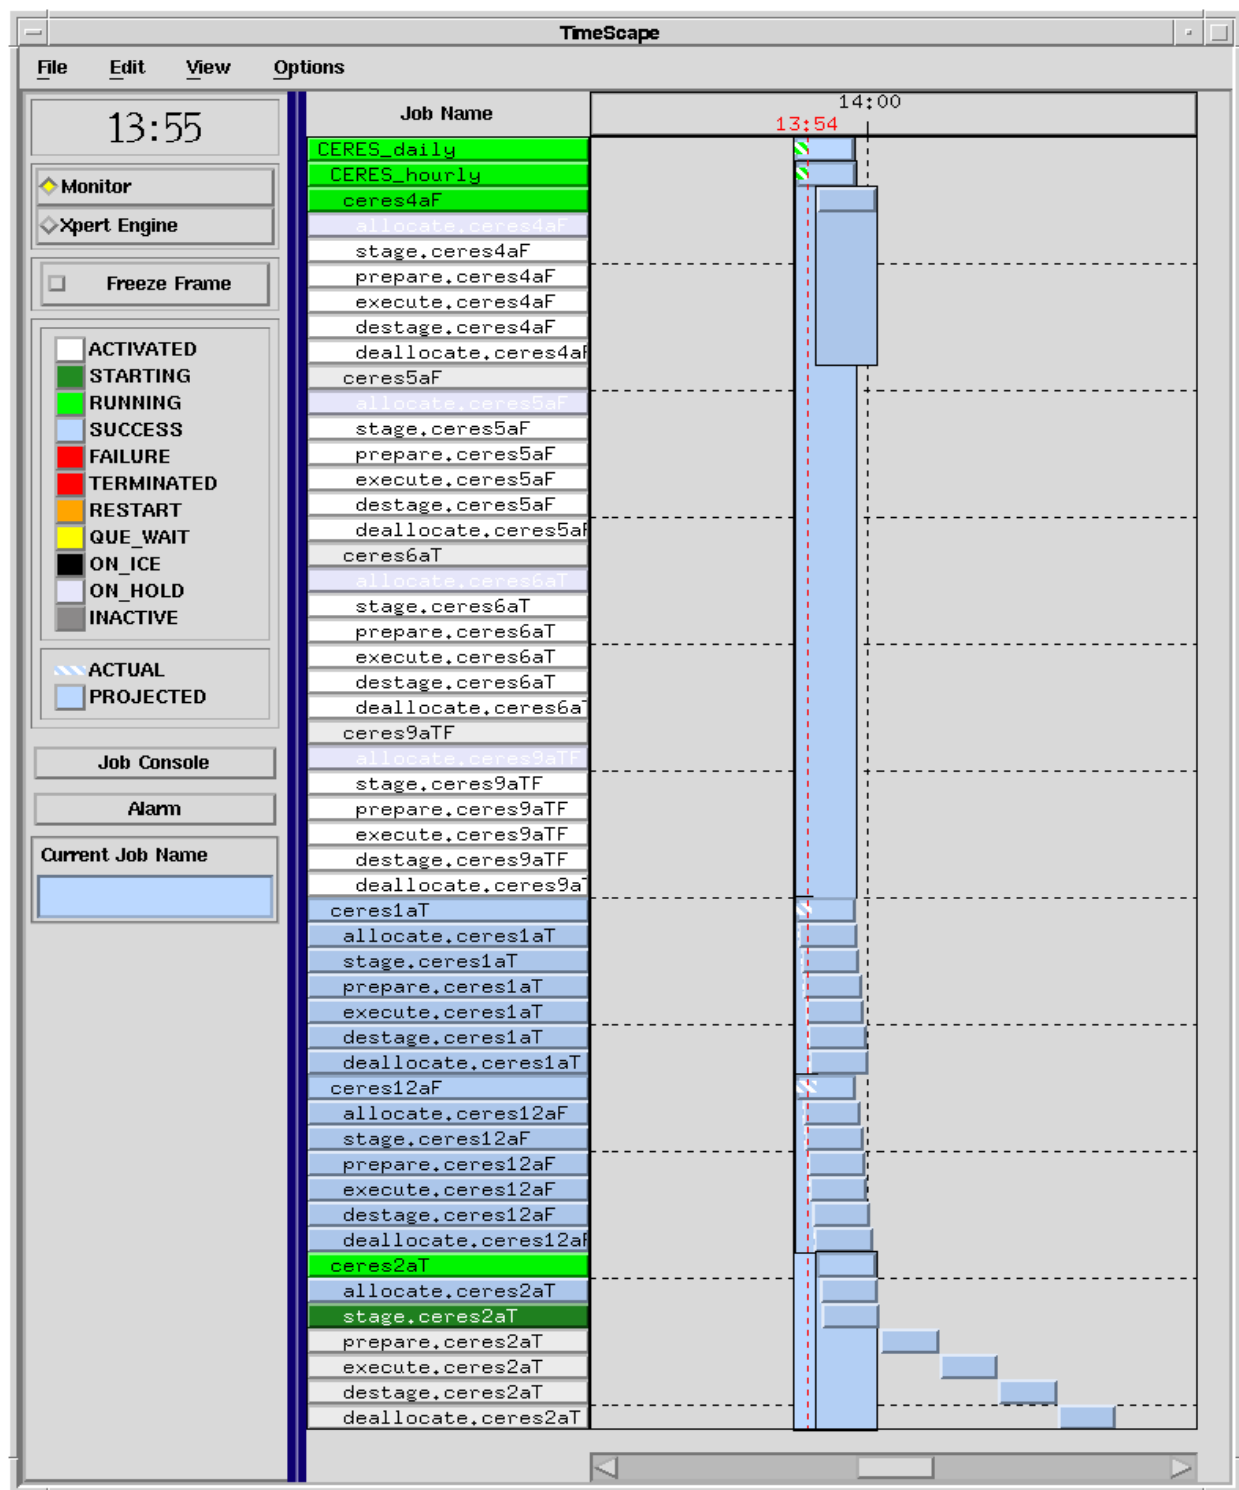 TimeScape
File Edit View Options
13:55
Monitor
Xpert Engine
Freeze Frame
ACTIVATED
STARTING
RUNNING
SUCCESS
FAILURE
TERMINATED
RESTART
QUE_WAIT
ON_ICE
ON_HOLD
INACTIVE
ACTUAL
PROJECTED
Job Console
Alarm
Current Job Name
Job Name
14:00
13:54
CERES_daily
CERES_hourly
ceres4aF
allocate.ceres4aF
stage.ceres4aF
prepare.ceres4aF
execute.ceres4aF
destage.ceres4aF
deallocate.ceres4aF
ceres5aF
allocate.ceres5aF
stage.ceres5aF
prepare.ceres5aF
execute.ceres5aF
destage.ceres5aF
deallocate.ceres5aF
ceres6aT
allocate.ceres6aT
stage.ceres6aT
prepare.ceres6aT
execute.ceres6aT
destage.ceres6aT
deallocate.ceres6aT
ceres9aTF
allocate.ceres9aTF
stage.ceres9aTF
prepare.ceres9aTF
execute.ceres9aTF
destage.ceres9aTF
deallocate.ceres9aT
ceres1aT
allocate.ceres1aT
stage.ceres1aT
prepare.ceres1aT
execute.ceres1aT
destage.ceres1aT
deallocate.ceres1aT
ceres12aF
allocate.ceres12aF
stage.ceres12aF
prepare.ceres12aF
execute.ceres12aF
destage.ceres12aF
deallocate.ceres12aF
ceres2aT
allocate.ceres2aT
stage.ceres2aT
prepare.ceres2aT
execute.ceres2aT
destage.ceres2aT
deallocate.ceres2aT